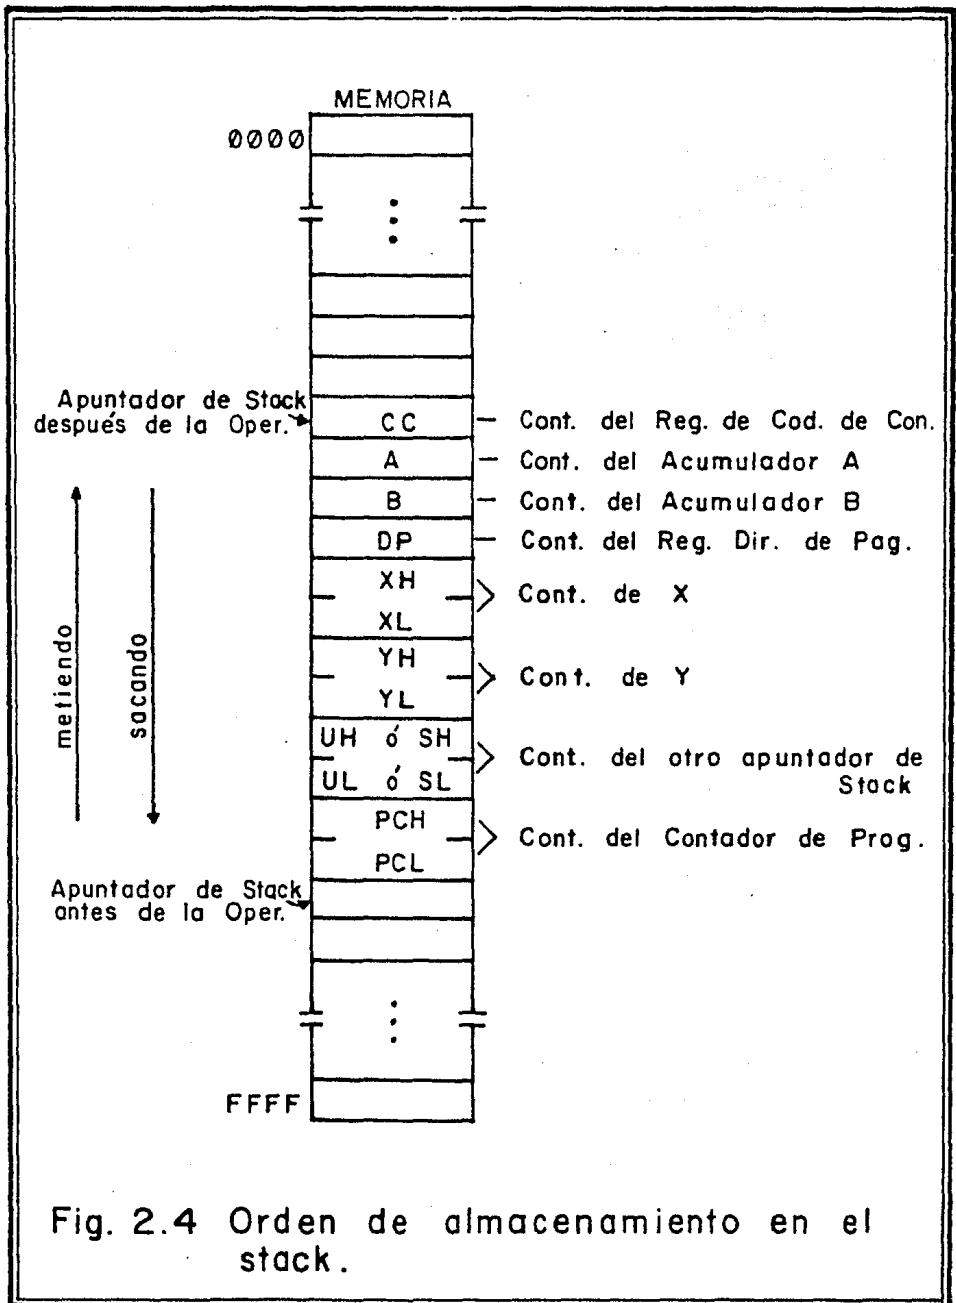 MEMORIA
0000
Apuntador de Stack
después de la Oper.
CC
Cont. del Reg. de Cod. de Con.
A
Cont. del Acumulador A
B
Cont. del Acumulador B
DP
Cont. del Reg. Dir. de Pag.
XH
XL
Cont. de X
YH
YL
Cont. de Y
UH ó SH
UL ó SL
Cont. del otro apuntador de
Stack
PCH
PCL
Cont. del Contador de Prog.
metiendo
sacando
Apuntador de Stack
antes de la Oper.
FFFF
Fig. 2.4 Orden de almacenamiento en el
stack.